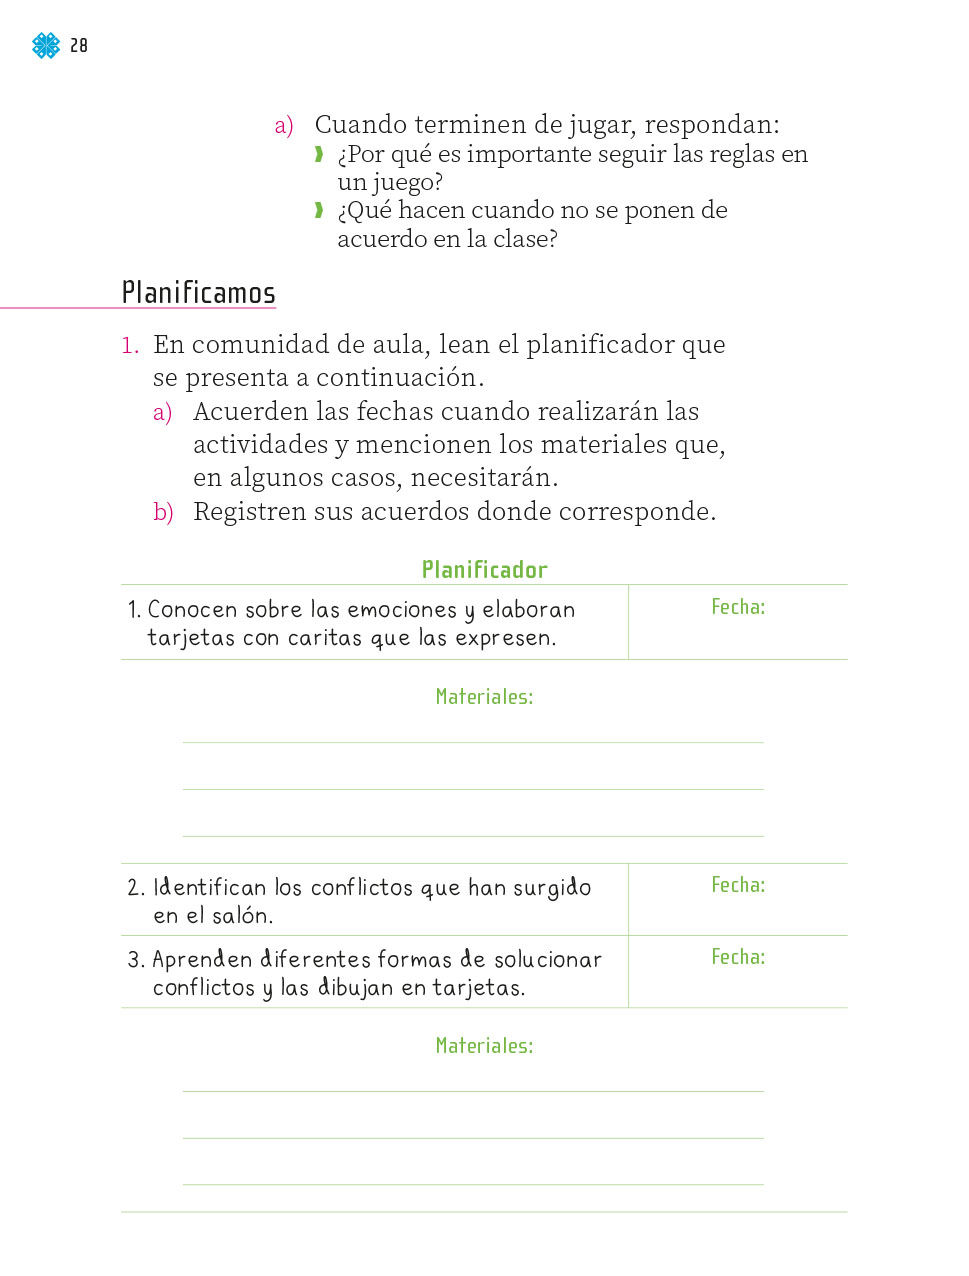 28
a) Cuando terminen de jugar, respondan:
¿Por qué es importante seguir las reglas en
un juego?
¿Qué hacen cuando no se ponen de
acuerdo en la clase?
Planificamos
1. En comunidad de aula, lean el planificador que
se presenta a continuación.
a) Acuerden las fechas cuando realizarán las
actividades y mencionen los materiales que,
en algunos casos, necesitarán.
b) Registren sus acuerdos donde corresponde.
Planificador
1. Conocen sobre las emociones y elaboran
tarjetas con caritas que las expresen.
Fecha:
Materiales:
2. Identifican los conflictos que han surgido
en el salón.
Fecha:
3. Aprenden diferentes formas de solucionar
conflictos y las dibujan en tarjetas.
Fecha:
Materiales: